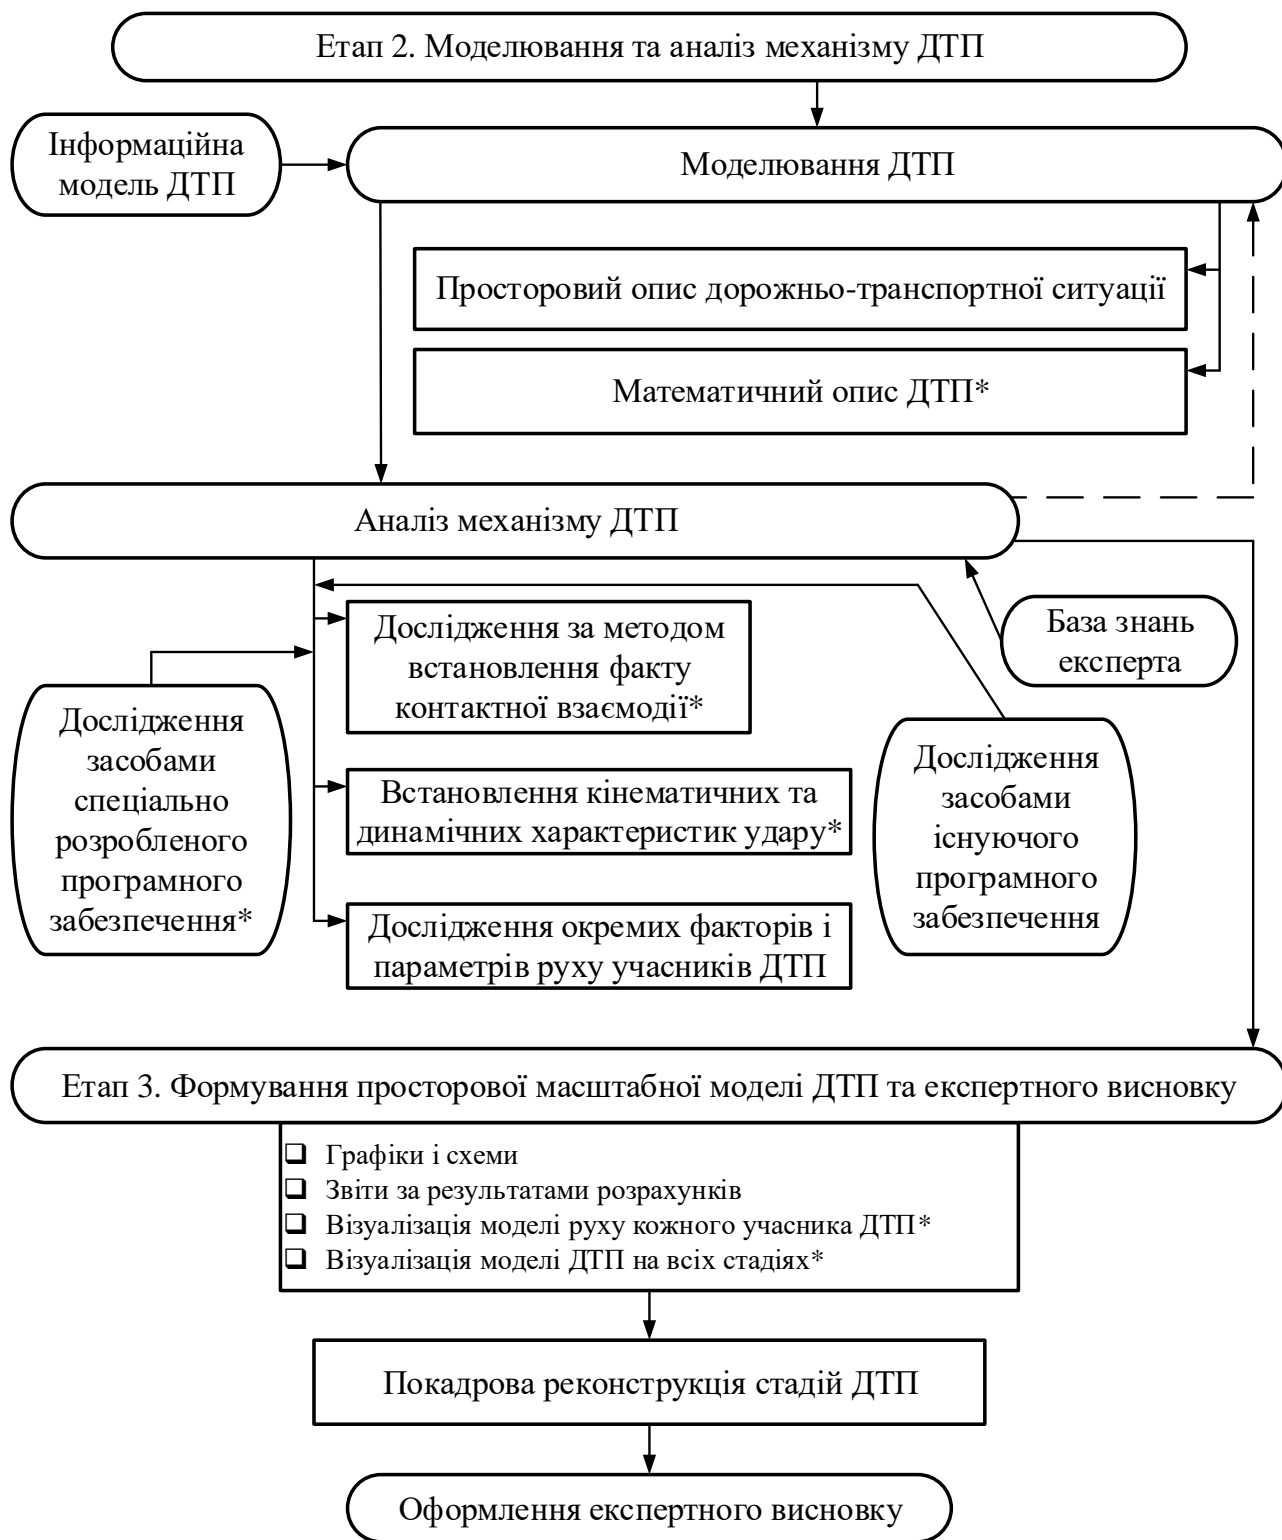 Етап 2. Моделювання та аналіз механізму ДТП
Інформаційна
модель ДТП
Моделювання ДТП
Просторовий опис дорожньо-транспортної ситуації
Математичний опис ДТП*
Аналіз механізму ДТП
База знань
експерта
Дослідження за методом
встановлення факту
контактної взаємодії*
Дослідження
засобами
спеціально
розробленого
програмного
забезпечення*
Встановлення кінематичних та
динамічних характеристик удару*
Дослідження
засобами
існуючого
програмного
забезпечення
Дослідження окремих факторів і
параметрів руху учасників ДТП
Етап 3. Формування просторової масштабної моделі ДТП та експертного висновку
❑ Графіки і схеми
❑ Звіти за результатами розрахунків
❑ Візуалізація моделі руху кожного учасника ДТП*
❑ Візуалізація моделі ДТП на всіх стадіях*
Покадрова реконструкція стадій ДТП
Оформлення експертного висновку